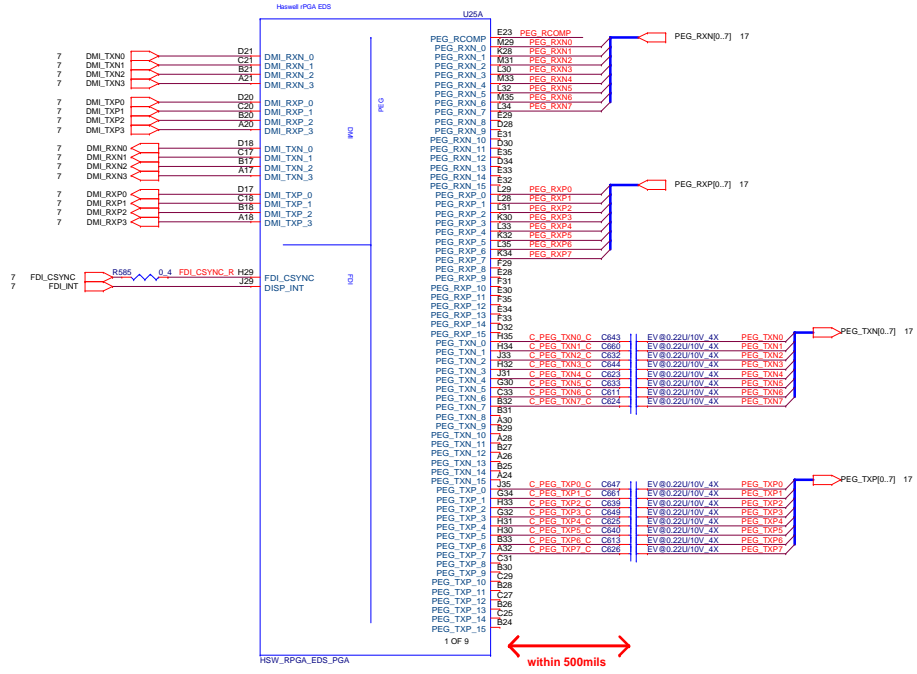 Haswell rPGA EDS
U25A
7 DMI_TXN0 D21 DMI_RXN_0
7 DMI_TXN1 C21 DMI_RXN_1
7 DMI_TXN2 B21 DMI_RXN_2
7 DMI_TXN3 A21 DMI_RXN_3
7 DMI_TXP0 D20 DMI_RXP_0
7 DMI_TXP1 C20 DMI_RXP_1
7 DMI_TXP2 B20 DMI_RXP_2
7 DMI_TXP3 A20 DMI_RXP_3
7 DMI_RXN0 D18 DMI_TXN_0
7 DMI_RXN1 C17 DMI_TXN_1
7 DMI_RXN2 B17 DMI_TXN_2
7 DMI_RXN3 A17 DMI_TXN_3
7 DMI_RXP0 D17 DMI_TXP_0
7 DMI_RXP1 C18 DMI_TXP_1
7 DMI_RXP2 B18 DMI_TXP_2
7 DMI_RXP3 A18 DMI_TXP_3
7 FDI_CSYNC R585 0_4 FDI_CSYNC_R H29 FDI_CSYNC
7 FDI_INT J29 DISP_INT
PEG
DMI
FDI
PEG_RCOMP E23 PEG_RCOMP
PEG_RXN_0 M29 PEG_RXN0
PEG_RXN_1 K28 PEG_RXN1
PEG_RXN_2 M31 PEG_RXN2
PEG_RXN_3 L30 PEG_RXN3
PEG_RXN_4 M33 PEG_RXN4
PEG_RXN_5 L32 PEG_RXN5
PEG_RXN_6 M35 PEG_RXN6
PEG_RXN_7 L34 PEG_RXN7
PEG_RXN_8 E29
PEG_RXN_9 D28
PEG_RXN_10 E31
PEG_RXN_11 D30
PEG_RXN_12 E35
PEG_RXN_13 D34
PEG_RXN_14 E33
PEG_RXN_15 E32
PEG_RXN[0..7] 17
PEG_RXP_0 L29 PEG_RXP0
PEG_RXP_1 L28 PEG_RXP1
PEG_RXP_2 L31 PEG_RXP2
PEG_RXP_3 K30 PEG_RXP3
PEG_RXP_4 L33 PEG_RXP4
PEG_RXP_5 K32 PEG_RXP5
PEG_RXP_6 L35 PEG_RXP6
PEG_RXP_7 K34 PEG_RXP7
PEG_RXP_8 F29
PEG_RXP_9 E28
PEG_RXP_10 F31
PEG_RXP_11 E30
PEG_RXP_12 F35
PEG_RXP_13 E34
PEG_RXP_14 F33
PEG_RXP_15 D32
PEG_RXP[0..7] 17
PEG_TXN_0 H35 C_PEG_TXN0_C C643 EV@0.22U/10V_4X PEG_TXN0
PEG_TXN_1 H34 C_PEG_TXN1_C C660 EV@0.22U/10V_4X PEG_TXN1
PEG_TXN_2 J33 C_PEG_TXN2_C C632 EV@0.22U/10V_4X PEG_TXN2
PEG_TXN_3 H32 C_PEG_TXN3_C C644 EV@0.22U/10V_4X PEG_TXN3
PEG_TXN_4 J31 C_PEG_TXN4_C C623 EV@0.22U/10V_4X PEG_TXN4
PEG_TXN_5 G30 C_PEG_TXN5_C C633 EV@0.22U/10V_4X PEG_TXN5
PEG_TXN_6 C33 C_PEG_TXN6_C C611 EV@0.22U/10V_4X PEG_TXN6
PEG_TXN_7 B32 C_PEG_TXN7_C C624 EV@0.22U/10V_4X PEG_TXN7
PEG_TXN_8 B31
PEG_TXN_9 A30
PEG_TXN_10 B29
PEG_TXN_11 A28
PEG_TXN_12 B27
PEG_TXN_13 A26
PEG_TXN_14 B25
PEG_TXN_15 A24
PEG_TXN[0..7] 17
PEG_TXP_0 J35 C_PEG_TXP0_C C647 EV@0.22U/10V_4X PEG_TXP0
PEG_TXP_1 G34 C_PEG_TXP1_C C661 EV@0.22U/10V_4X PEG_TXP1
PEG_TXP_2 H33 C_PEG_TXP2_C C639 EV@0.22U/10V_4X PEG_TXP2
PEG_TXP_3 G32 C_PEG_TXP3_C C649 EV@0.22U/10V_4X PEG_TXP3
PEG_TXP_4 H31 C_PEG_TXP4_C C625 EV@0.22U/10V_4X PEG_TXP4
PEG_TXP_5 H30 C_PEG_TXP5_C C640 EV@0.22U/10V_4X PEG_TXP5
PEG_TXP_6 B33 C_PEG_TXP6_C C613 EV@0.22U/10V_4X PEG_TXP6
PEG_TXP_7 A32 C_PEG_TXP7_C C626 EV@0.22U/10V_4X PEG_TXP7
PEG_TXP_8 C31
PEG_TXP_9 B30
PEG_TXP_10 C29
PEG_TXP_11 B28
PEG_TXP_12 C27
PEG_TXP_13 B26
PEG_TXP_14 C25
PEG_TXP_15 B24
PEG_TXP[0..7] 17
1 OF 9
HSW_RPGA_EDS_PGA
within 500mils